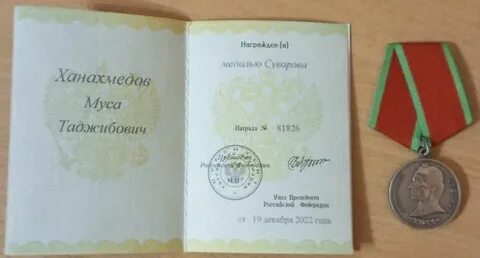 Ханахмедов
Муса
Таджибович
Награжден (а)
медалью Суворова
Награда № 81826
Президент
Российской Федерации
М.П.
Указ Президента
Российской Федерации
от 19 декабря 2022 года